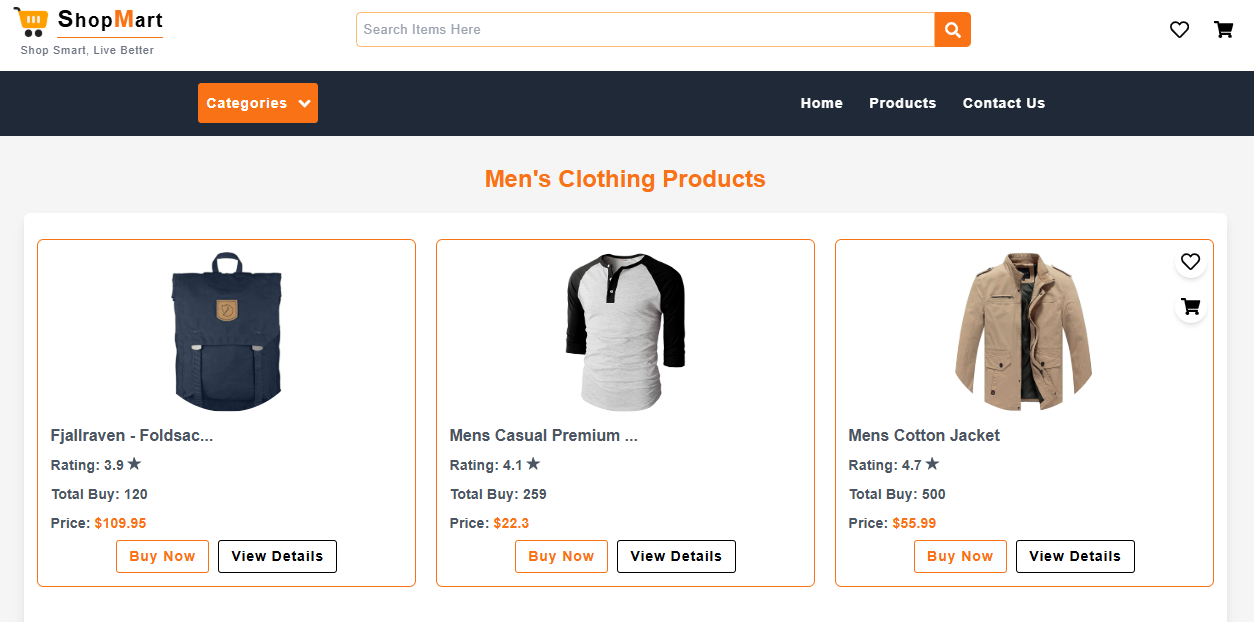 ShopMart
Shop Smart, Live Better
Search Items Here
Categories
Home Products Contact Us
Men's Clothing Products
Fjallraven - Foldsac...
Rating: 3.9 ★
Total Buy: 120
Price: $109.95
Buy Now View Details
Mens Casual Premium ...
Rating: 4.1 ★
Total Buy: 259
Price: $22.3
Buy Now View Details
Mens Cotton Jacket
Rating: 4.7 ★
Total Buy: 500
Price: $55.99
Buy Now View Details